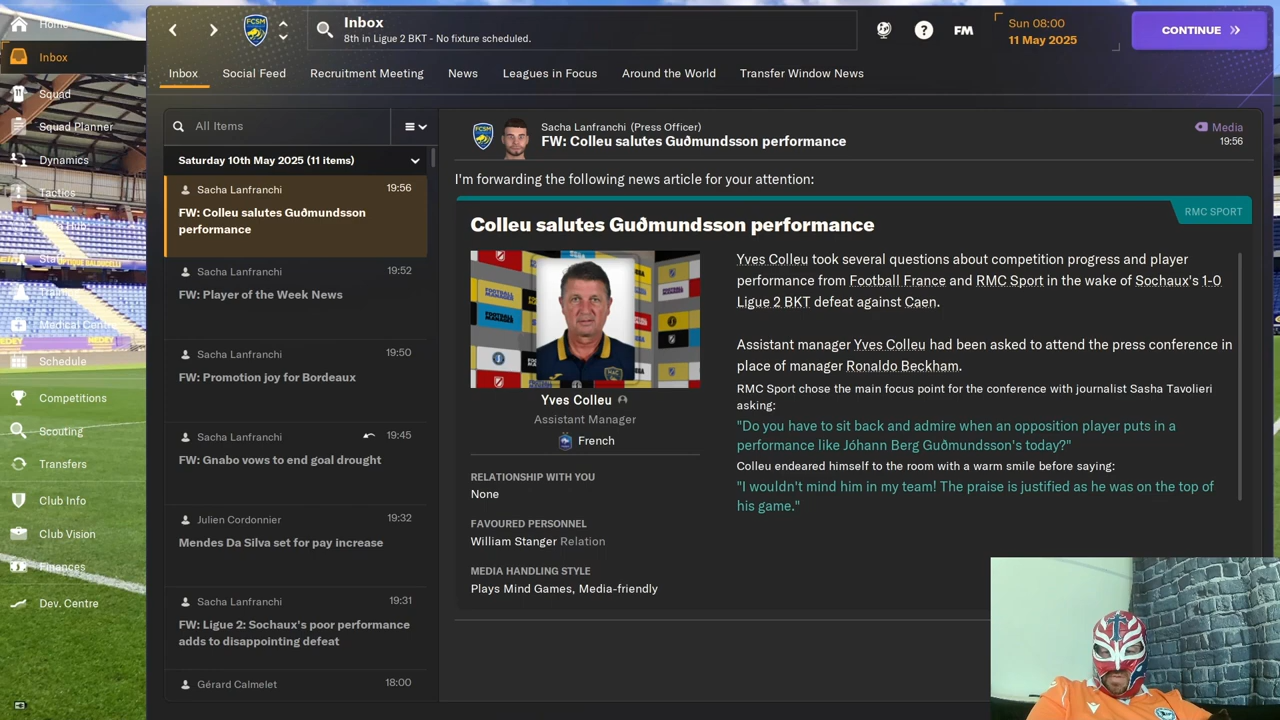 Home
Inbox
Squad
Squad Planner
Dynamics
Tactics
Medical Centre
Schedule
Competitions
Scouting
Transfers
Club Info
Club Vision
Finances
Dev. Centre
FCSM
Inbox
8th in Ligue 2 BKT - No fixture scheduled.
?
FM
Sun 08:00
11 May 2025
CONTINUE
Inbox
Social Feed
Recruitment Meeting
News
Leagues in Focus
Around the World
Transfer Window News
All Items
Saturday 10th May 2025 (11 items)
Sacha Lanfranchi
19:56
FW: Colleu salutes Guðmundsson
performance
Sacha Lanfranchi
19:52
FW: Player of the Week News
Sacha Lanfranchi
19:50
FW: Promotion joy for Bordeaux
Sacha Lanfranchi
19:45
FW: Gnabo vows to end goal drought
Julien Cordonnier
19:32
Mendes Da Silva set for pay increase
Sacha Lanfranchi
19:31
FW: Ligue 2: Sochaux's poor performance
adds to disappointing defeat
Gérard Calmelet
18:00
FCSM
Sacha Lanfranchi (Press Officer)
FW: Colleu salutes Guðmundsson performance
Media
19:56
I'm forwarding the following news article for your attention:
RMC SPORT
Colleu salutes Guðmundsson performance
Yves Colleu
Assistant Manager
French
RELATIONSHIP WITH YOU
None
FAVOURED PERSONNEL
William Stanger Relation
MEDIA HANDLING STYLE
Plays Mind Games, Media-friendly
Yves Colleu took several questions about competition progress and player
performance from Football France and RMC Sport in the wake of Sochaux's 1-0
Ligue 2 BKT defeat against Caen.
Assistant manager Yves Colleu had been asked to attend the press conference in
place of manager Ronaldo Beckham.
RMC Sport chose the main focus point for the conference with journalist Sasha Tavolieri
asking:
"Do you have to sit back and admire when an opposition player puts in a
performance like Jóhann Berg Guðmundsson's today?"
Colleu endeared himself to the room with a warm smile before saying:
"I wouldn't mind him in my team! The praise is justified as he was on the top of
his game."